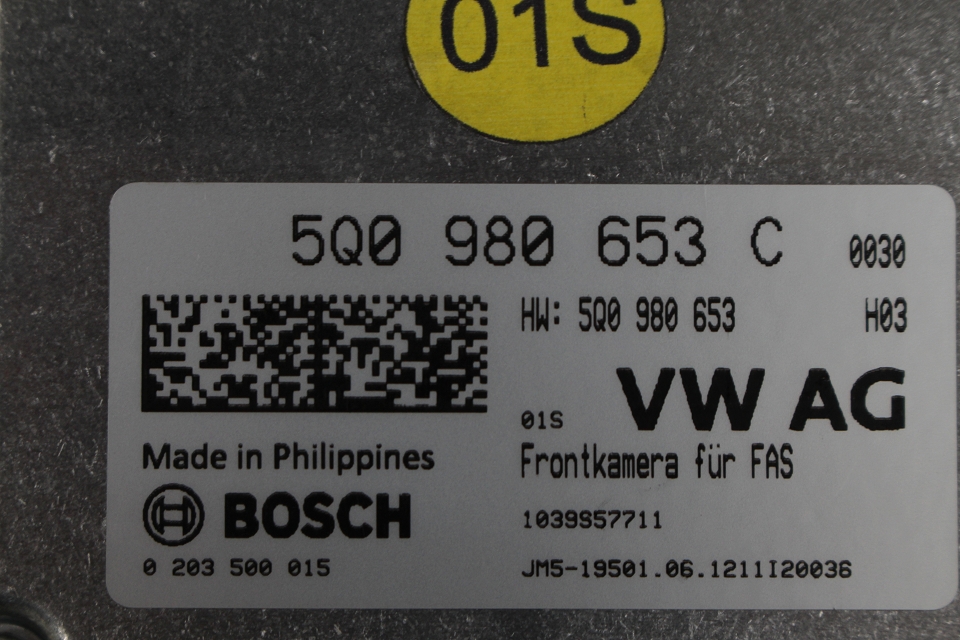 01S
5Q0 980 653 C 0030
HW: 5Q0 980 653 H03
01S VW AG
Made in Philippines
Frontkamera für FAS
BOSCH
1039S57711
0 203 500 015
JM5-19501.06.1211I20036